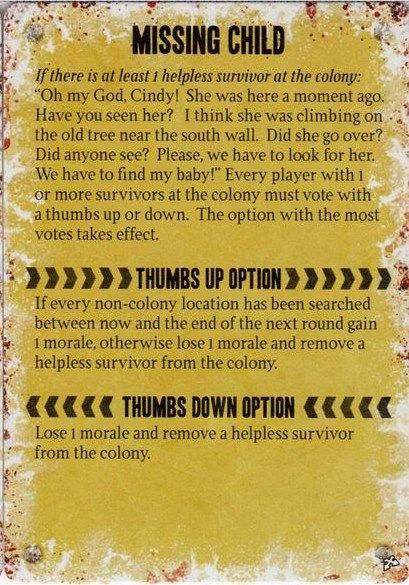 MISSING CHILD
If there is at least 1 helpless survivor at the colony:
“Oh my God, Cindy! She was here a moment ago.
Have you seen her? I think she was climbing on
the old tree near the south wall. Did she go over?
Did anyone see? Please, we have to look for her.
We have to find my baby!” Every player with 1
or more survivors at the colony must vote with
a thumbs up or down. The option with the most
votes takes effect.
THUMBS UP OPTION
If every non-colony location has been searched
between now and the end of the next round gain
1 morale, otherwise lose 1 morale and remove a
helpless survivor from the colony.
THUMBS DOWN OPTION
Lose 1 morale and remove a helpless survivor
from the colony.